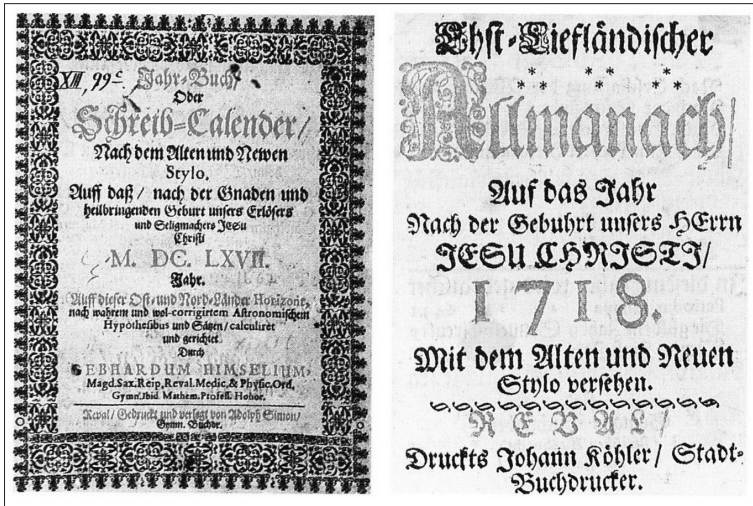 XIII, 99c
Jahr-Buch/
Oder
Schreib-Calender/
Nach dem Alten und Newen
Stylo.
Auff daß / nach der Gnaden und
heilbringenden Geburt unsers Erlösers
und Seligmachers JEsu
Christi
M. DC. LXVII.
Jahr.
Auff dieser Ost- und Nord-Länder Horizont,
nach wahrem und wol-corrigirtem Astronomischem
Hypothesibus und Sätzen / calculiret
und gerichtet
Durch
GEBHARDUM HIMSELIUM,
Magd. Sax. Reip. Reval. Medic. & Physic. Ord.
Gymn. Ibid. Mathem. Profess. Honor.
Reval / Gedruckt und verlegt von Adolph Simon /
Gymn. Buchdr.
Ehst-Liefländischer
Allmanach/
Auf das Jahr
Nach der Gebuhrt unsers HErrn
JESU CHRISTI/
1718.
Mit dem Alten und Neuen
Stylo versehen.
REVAL/
Druckts Johann Köhler / Stadt-
Buchdrucker.